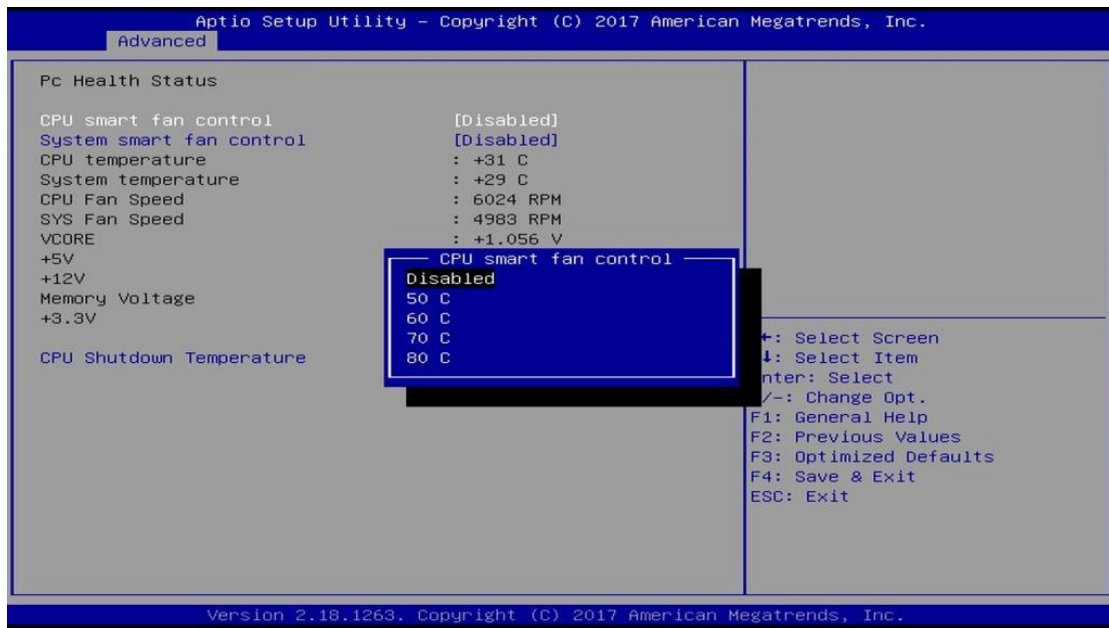 Aptio Setup Utility – Copyright (C) 2017 American Megatrends, Inc.
Advanced
Pc Health Status
CPU smart fan control [Disabled]
System smart fan control [Disabled]
CPU temperature : +31 C
System temperature : +29 C
CPU Fan Speed : 6024 RPM
SYS Fan Speed : 4983 RPM
VCORE : +1.056 V
+5V
+12V
Memory Voltage
+3.3V
CPU Shutdown Temperature
CPU smart fan control
Disabled
50 C
60 C
70 C
80 C
: Select Screen
: Select Item
nter: Select
/-: Change Opt.
F1: General Help
F2: Previous Values
F3: Optimized Defaults
F4: Save & Exit
ESC: Exit
Version 2.18.1263. Copyright (C) 2017 American Megatrends, Inc.